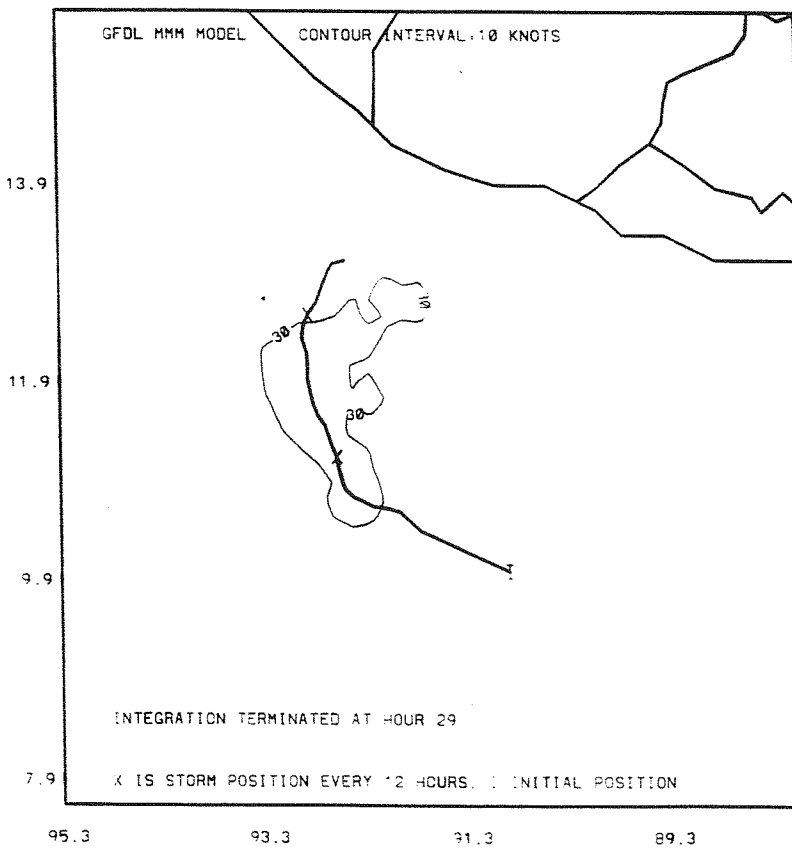 GFDL MMM MODEL CONTOUR INTERVAL:10 KNOTS
13.9
30
11.9
30
9.9
I
INTEGRATION TERMINATED AT HOUR 29
7.9
X IS STORM POSITION EVERY 12 HOURS. I INITIAL POSITION
95.3 93.3 91.3 89.3